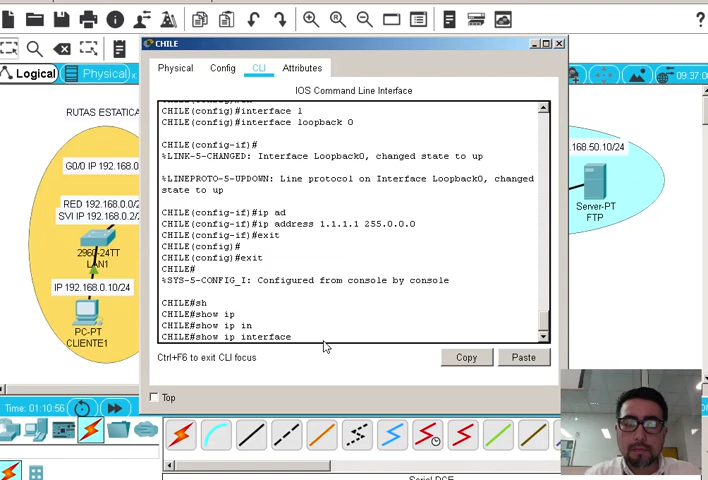 CHILE
Logical
Physical
Physical Config CLI Attributes
09:37:0
IOS Command Line Interface
RUTAS ESTATICA
CHILE(config)#interface l
CHILE(config)#interface loopback 0
CHILE(config-if)#
%LINK-5-CHANGED: Interface Loopback0, changed state to up
%LINEPROTO-5-UPDOWN: Line protocol on Interface Loopback0, changed
state to up
CHILE(config-if)#ip ad
CHILE(config-if)#ip address 1.1.1.1 255.0.0.0
CHILE(config-if)#exit
CHILE(config)#
CHILE(config)#exit
CHILE#
%SYS-5-CONFIG_I: Configured from console by console
CHILE#sh
CHILE#show ip
CHILE#show ip in
CHILE#show ip interface
Ctrl+F6 to exit CLI focus
Copy Paste
Top
G0/0 IP 192.168.0.
RED 192.168.0.0/2
SVI IP 192.168.0.2/
2960-24TT
LAN1
IP 192.168.0.10/24
PC-PT
CLIENTE1
.168.50.10/24
Server-PT
FTP
Time: 01:10:56
Serial DCE